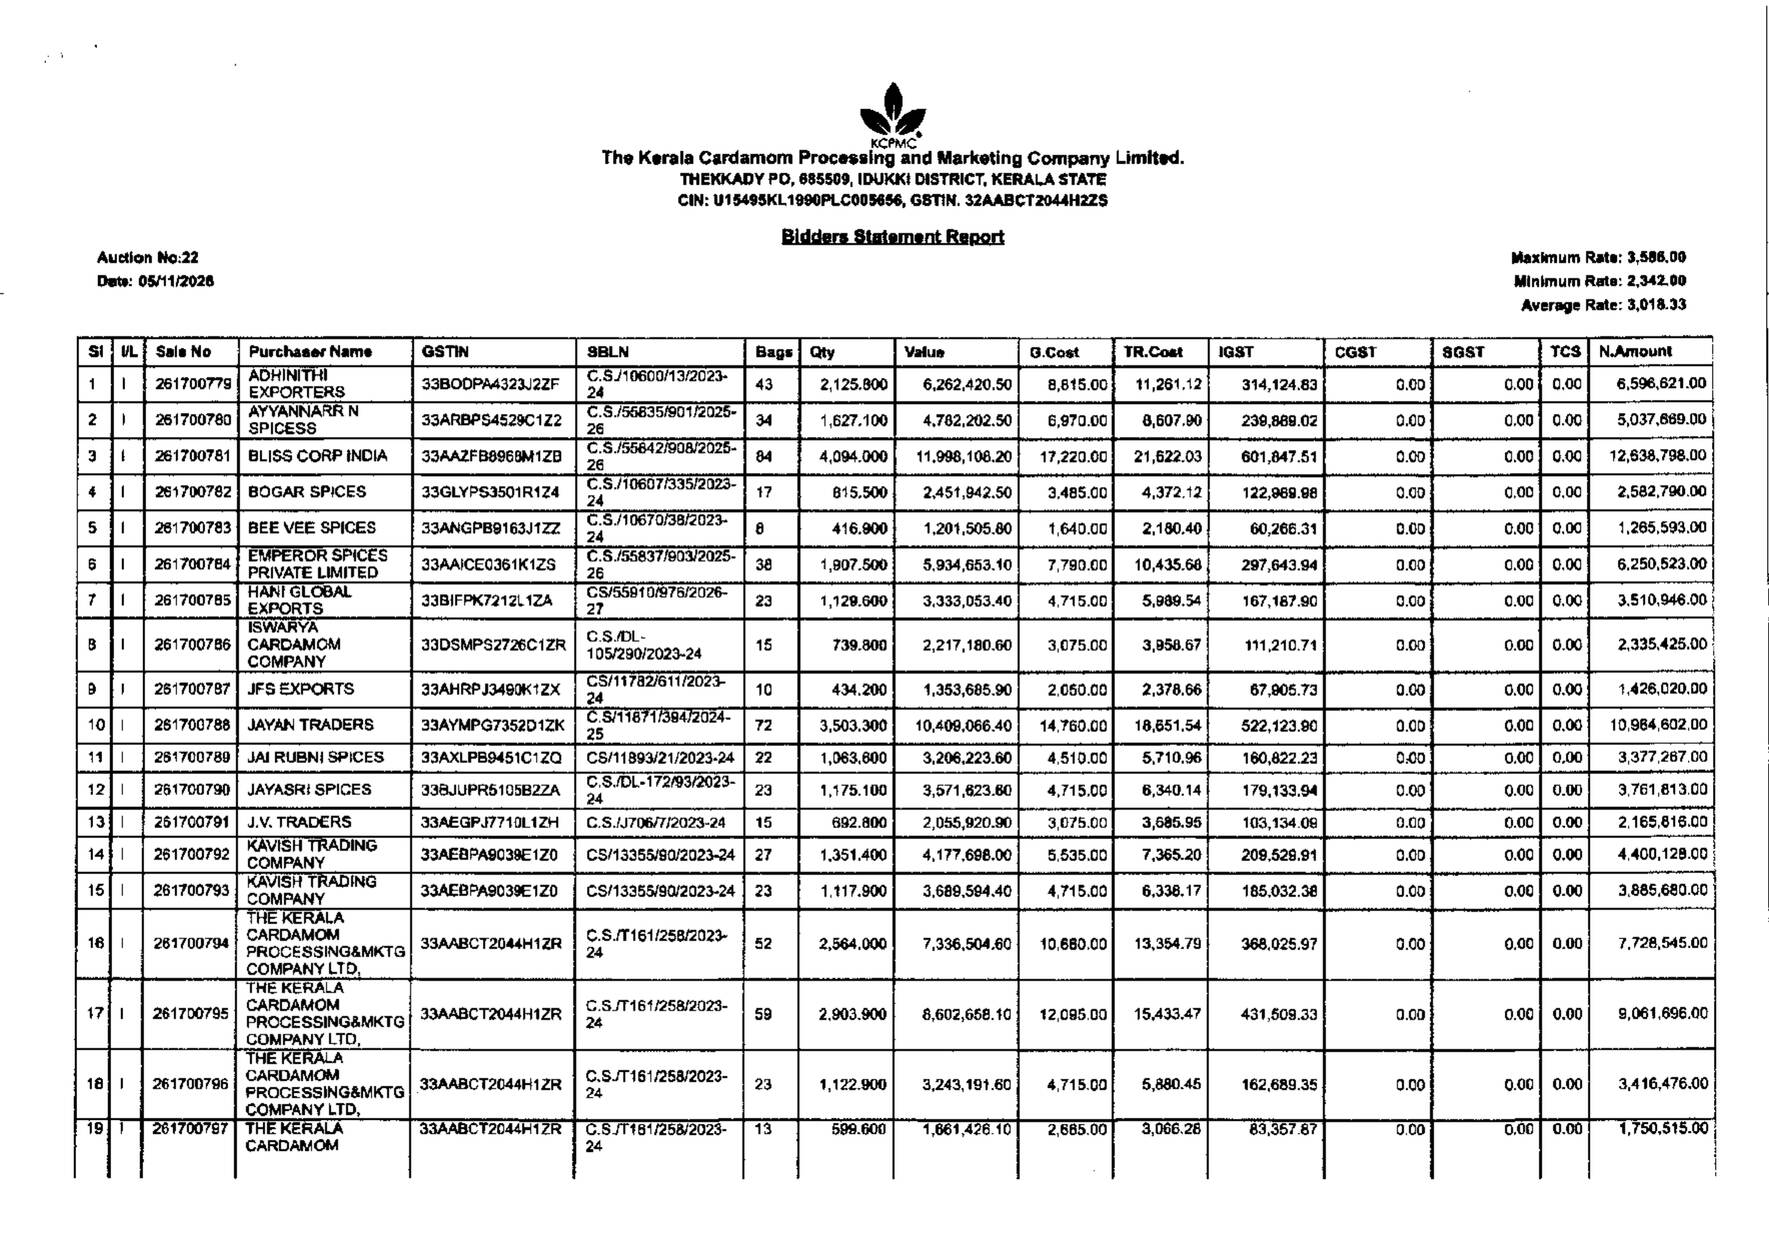 KCPMC
The Kerala Cardamom Processing and Marketing Company Limited.
THEKKADY PO, 685509, IDUKKI DISTRICT, KERALA STATE
CIN: U15495KL1990PLC005656, GSTIN. 32AABCT2044H2ZS
Bidders Statement Report
Auction No:22
Date: 05/11/2026
Maximum Rate: 3,586.00
Minimum Rate: 2,342.00
Average Rate: 3,018.33
Sl I/L Sale No Purchaser Name GSTIN SBLN Bags Qty Value G.Cost TR.Cost IGST CGST SGST TCS N.Amount
1 I 261700779 ADHINITHI EXPORTERS 33BODPA4323J2ZF C.S./10600/13/2023-24 43 2,125.800 6,262,420.50 8,815.00 11,261.12 314,124.83 0.00 0.00 0.00 6,596,621.00
2 I 261700780 AYYANNARR N SPICESS 33ARBPS4529C1Z2 C.S./55835/901/2025-26 34 1,627.100 4,782,202.50 6,970.00 8,607.90 239,889.02 0.00 0.00 0.00 5,037,669.00
3 I 261700781 BLISS CORP INDIA 33AAZFB8968M1ZB C.S./55842/908/2025-26 84 4,094.000 11,998,108.20 17,220.00 21,622.03 601,847.51 0.00 0.00 0.00 12,638,798.00
4 I 261700782 BOGAR SPICES 33GLYPS3501R1Z4 C.S./10607/335/2023-24 17 815.500 2,451,942.50 3,485.00 4,372.12 122,989.98 0.00 0.00 0.00 2,582,790.00
5 I 261700783 BEE VEE SPICES 33ANGPB9163J1ZZ C.S./10670/38/2023-24 8 416.900 1,201,505.80 1,640.00 2,180.40 60,266.31 0.00 0.00 0.00 1,265,593.00
6 I 261700784 EMPEROR SPICES PRIVATE LIMITED 33AAICE0361K1ZS C.S./55837/903/2025-26 38 1,907.500 5,934,653.10 7,790.00 10,435.68 297,643.94 0.00 0.00 0.00 6,250,523.00
7 I 261700785 HANI GLOBAL EXPORTS 33BIFPK7212L1ZA CS/55910/976/2026-27 23 1,129.600 3,333,053.40 4,715.00 5,989.54 167,187.90 0.00 0.00 0.00 3,510,946.00
8 I 261700786 ISWARYA CARDAMOM COMPANY 33DSMPS2726C1ZR C.S./DL-105/290/2023-24 15 739.800 2,217,180.60 3,075.00 3,958.67 111,210.71 0.00 0.00 0.00 2,335,425.00
9 I 261700787 JFS EXPORTS 33AHRPJ3490K1ZX CS/11782/611/2023-24 10 434.200 1,353,685.90 2,050.00 2,378.66 67,905.73 0.00 0.00 0.00 1,426,020.00
10 I 261700788 JAYAN TRADERS 33AYMPG7352D1ZK C.S/11871/394/2024-25 72 3,503.300 10,409,066.40 14,760.00 18,651.54 522,123.90 0.00 0.00 0.00 10,964,602.00
11 I 261700789 JAI RUBNI SPICES 33AXLPB9451C1ZQ CS/11893/21/2023-24 22 1,063.600 3,206,223.60 4,510.00 5,710.96 160,822.23 0.00 0.00 0.00 3,377,267.00
12 I 261700790 JAYASRI SPICES 33BJUPR5105B2ZA C.S./DL-172/93/2023-24 23 1,175.100 3,571,623.60 4,715.00 6,340.14 179,133.94 0.00 0.00 0.00 3,761,813.00
13 I 261700791 J.V. TRADERS 33AEGPJ7710L1ZH C.S./J706/7/2023-24 15 692.800 2,055,920.90 3,075.00 3,685.95 103,134.09 0.00 0.00 0.00 2,165,816.00
14 I 261700792 KAVISH TRADING COMPANY 33AEBPA9039E1Z0 CS/13355/90/2023-24 27 1,351.400 4,177,698.00 5,535.00 7,365.20 209,529.91 0.00 0.00 0.00 4,400,128.00
15 I 261700793 KAVISH TRADING COMPANY 33AEBPA9039E1Z0 CS/13355/90/2023-24 23 1,117.900 3,689,594.40 4,715.00 6,338.17 185,032.38 0.00 0.00 0.00 3,885,680.00
16 I 261700794 THE KERALA CARDAMOM PROCESSING&MKTG COMPANY LTD, 33AABCT2044H1ZR C.S./T161/258/2023-24 52 2,564.000 7,336,504.60 10,660.00 13,354.79 368,025.97 0.00 0.00 0.00 7,728,545.00
17 I 261700795 THE KERALA CARDAMOM PROCESSING&MKTG COMPANY LTD, 33AABCT2044H1ZR C.S./T161/258/2023-24 59 2,903.900 8,602,658.10 12,095.00 15,433.47 431,509.33 0.00 0.00 0.00 9,061,696.00
18 I 261700796 THE KERALA CARDAMOM PROCESSING&MKTG COMPANY LTD, 33AABCT2044H1ZR C.S./T161/258/2023-24 23 1,122.900 3,243,191.60 4,715.00 5,880.45 162,689.35 0.00 0.00 0.00 3,416,476.00
19 I 261700797 THE KERALA CARDAMOM 33AABCT2044H1ZR C.S./T161/258/2023-24 13 599.600 1,661,426.10 2,665.00 3,066.28 83,357.87 0.00 0.00 0.00 1,750,515.00